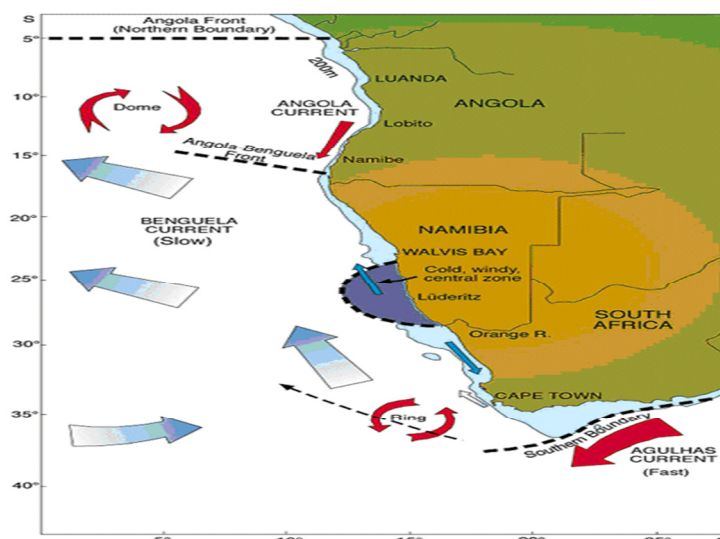 S
Angola Front
(Northern Boundary)
5°
200m
LUANDA
10°
Dome
ANGOLA
CURRENT
ANGOLA
Lobito
Angola-Benguela
Front
15°
Namibe
20°
BENGUELA
CURRENT
(Slow)
NAMIBIA
WALVIS BAY
Cold, windy,
central zone
25°
Lüderitz
SOUTH
AFRICA
Orange R.
30°
CAPE TOWN
35°
Ring
Southern Boundary
AGULHAS
CURRENT
(Fast)
40°